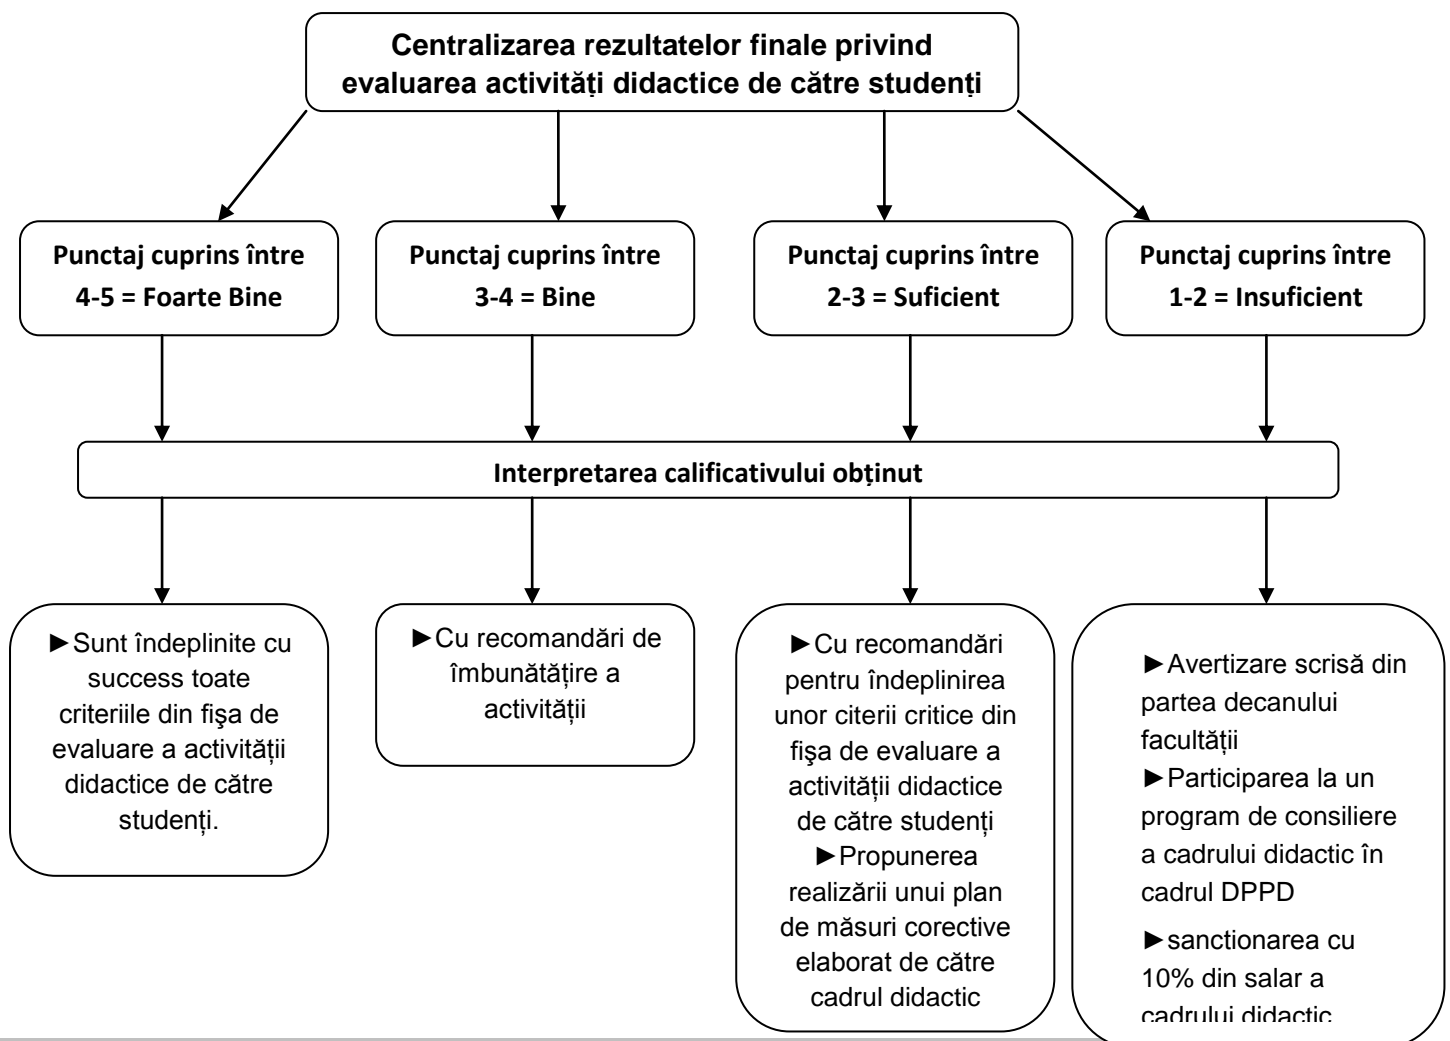 Centralizarea rezultatelor finale privind
evaluarea activități didactice de către studenți
Punctaj cuprins între
4-5 = Foarte Bine
Punctaj cuprins între
3-4 = Bine
Punctaj cuprins între
2-3 = Suficient
Punctaj cuprins între
1-2 = Insuficient
Interpretarea calificativului obținut
►Sunt îndeplinite cu
success toate
criteriile din fişa de
evaluare a activității
didactice de către
studenți.
►Cu recomandări de
îmbunătățire a
activității
►Cu recomandări
pentru îndeplinirea
unor citerii critice din
fişa de evaluare a
activității didactice
de către studenți
►Propunerea
realizării unui plan
de măsuri corective
elaborat de către
cadrul didactic
►Avertizare scrisă din
partea decanului
facultății
►Participarea la un
program de consiliere
a cadrului didactic în
cadrul DPPD
►sanctionarea cu
10% din salar a
cadrului didactic